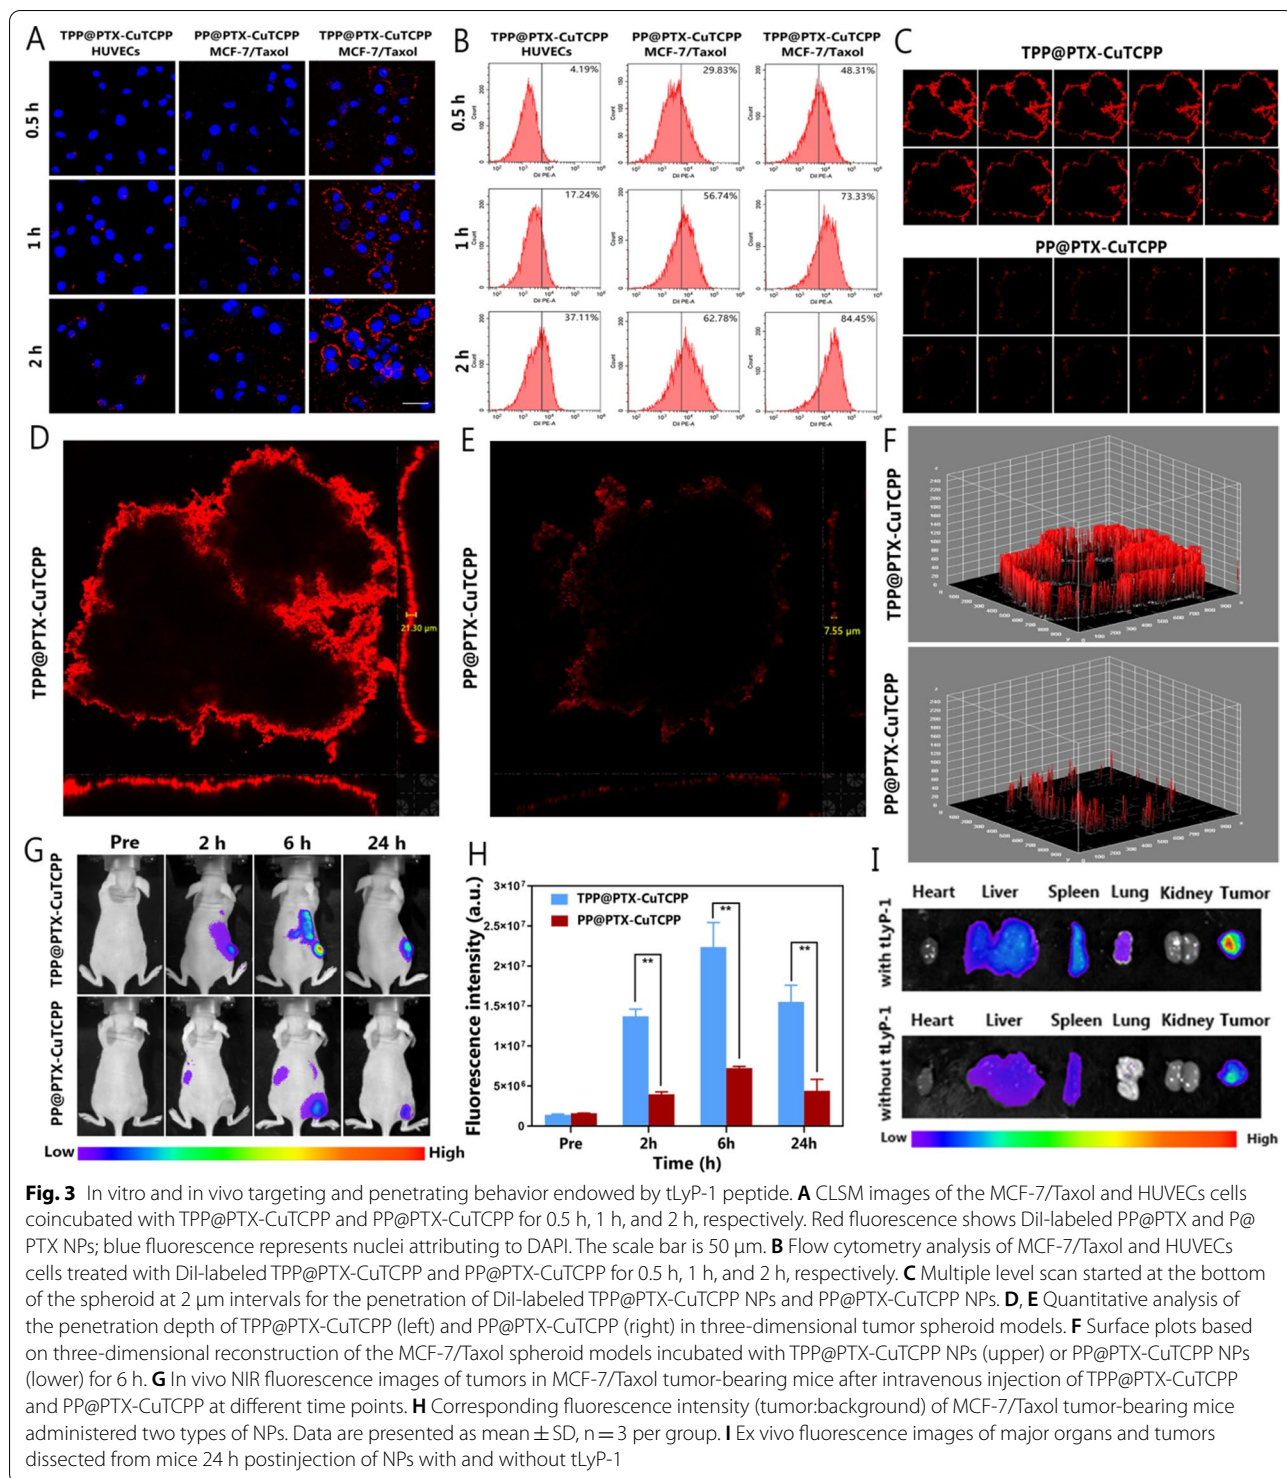 A
TPP@PTX-CuTCPP PP@PTX-CuTCPP TPP@PTX-CuTCPP
HUVECs MCF-7/Taxol MCF-7/Taxol
0.5 h
1 h
2 h
B
TPP@PTX-CuTCPP PP@PTX-CuTCPP TPP@PTX-CuTCPP
HUVECs MCF-7/Taxol MCF-7/Taxol
0.5 h
4.19% 29.83% 48.31%
1 h
17.24% 56.74% 73.33%
2 h
37.11% 62.78% 84.45%
Count
DiI PE-A
C
TPP@PTX-CuTCPP
PP@PTX-CuTCPP
D
TPP@PTX-CuTCPP
21.30 μm
E
PP@PTX-CuTCPP
7.55 μm
F
TPP@PTX-CuTCPP
PP@PTX-CuTCPP
G
Pre 2 h 6 h 24 h
TPP@PTX-CuTCPP
PP@PTX-CuTCPP
Low High
H
Fluorescence intensity (a.u.)
3×10⁷
2.5×10⁷
2×10⁷
1.5×10⁷
1×10⁷
5×10⁶
0
TPP@PTX-CuTCPP
PP@PTX-CuTCPP
** ** **
Pre 2h 6h 24h
Time (h)
I
Heart Liver Spleen Lung Kidney Tumor
with tLyP-1
Heart Liver Spleen Lung Kidney Tumor
without tLyP-1
Low High
Fig. 3 In vitro and in vivo targeting and penetrating behavior endowed by tLyP-1 peptide. A CLSM images of the MCF-7/Taxol and HUVECs cells
coincubated with TPP@PTX-CuTCPP and PP@PTX-CuTCPP for 0.5 h, 1 h, and 2 h, respectively. Red fluorescence shows DiI-labeled PP@PTX and P@
PTX NPs; blue fluorescence represents nuclei attributing to DAPI. The scale bar is 50 μm. B Flow cytometry analysis of MCF-7/Taxol and HUVECs
cells treated with DiI-labeled TPP@PTX-CuTCPP and PP@PTX-CuTCPP for 0.5 h, 1 h, and 2 h, respectively. C Multiple level scan started at the bottom
of the spheroid at 2 μm intervals for the penetration of DiI-labeled TPP@PTX-CuTCPP NPs and PP@PTX-CuTCPP NPs. D, E Quantitative analysis of
the penetration depth of TPP@PTX-CuTCPP (left) and PP@PTX-CuTCPP (right) in three-dimensional tumor spheroid models. F Surface plots based
on three-dimensional reconstruction of the MCF-7/Taxol spheroid models incubated with TPP@PTX-CuTCPP NPs (upper) or PP@PTX-CuTCPP NPs
(lower) for 6 h. G In vivo NIR fluorescence images of tumors in MCF-7/Taxol tumor-bearing mice after intravenous injection of TPP@PTX-CuTCPP
and PP@PTX-CuTCPP at different time points. H Corresponding fluorescence intensity (tumor:background) of MCF-7/Taxol tumor-bearing mice
administered two types of NPs. Data are presented as mean ± SD, n = 3 per group. I Ex vivo fluorescence images of major organs and tumors
dissected from mice 24 h postinjection of NPs with and without tLyP-1